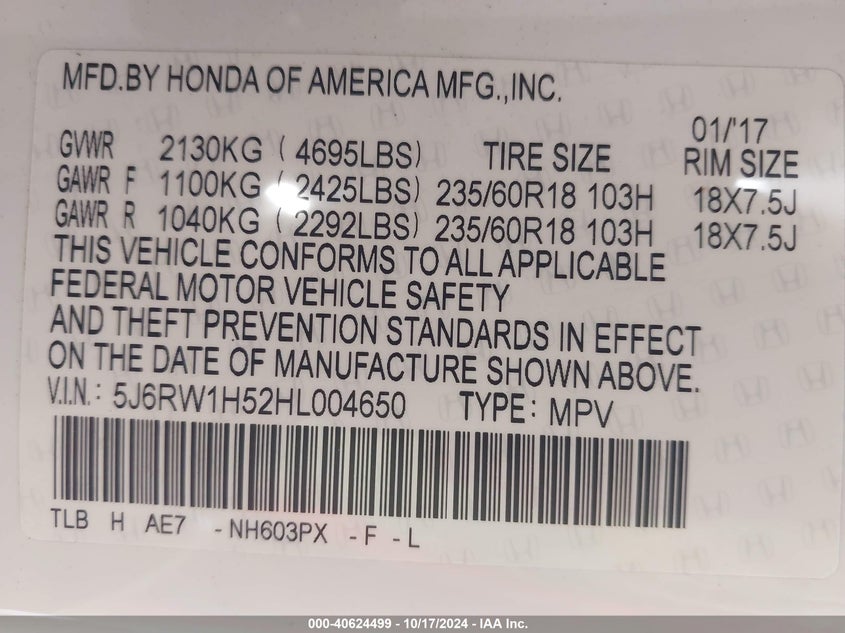 MFD.BY HONDA OF AMERICA MFG.,INC.
01/'17
GVWR 2130KG ( 4695LBS) TIRE SIZE RIM SIZE
GAWR F 1100KG ( 2425LBS) 235/60R18 103H 18X7.5J
GAWR R 1040KG ( 2292LBS) 235/60R18 103H 18X7.5J
THIS VEHICLE CONFORMS TO ALL APPLICABLE
FEDERAL MOTOR VEHICLE SAFETY
AND THEFT PREVENTION STANDARDS IN EFFECT
ON THE DATE OF MANUFACTURE SHOWN ABOVE.
V.I.N.: 5J6RW1H52HL004650 TYPE: MPV
TLB H AE7 -NH603PX -F -L
000-40624499 - 10/17/2024 - IAA Inc.